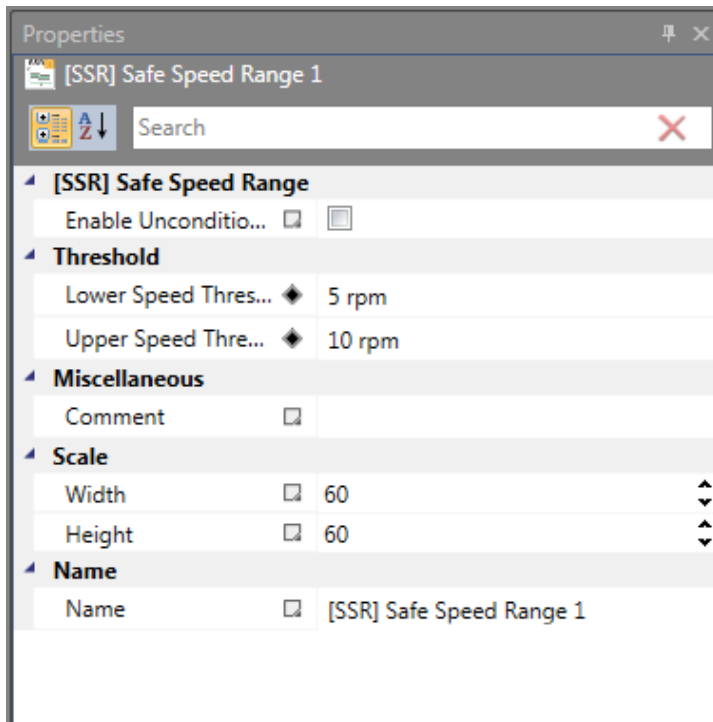 Properties
[SSR] Safe Speed Range 1
Search
[SSR] Safe Speed Range
Enable Unconditio...
Threshold
Lower Speed Thres... 5 rpm
Upper Speed Thre... 10 rpm
Miscellaneous
Comment
Scale
Width 60
Height 60
Name
Name [SSR] Safe Speed Range 1